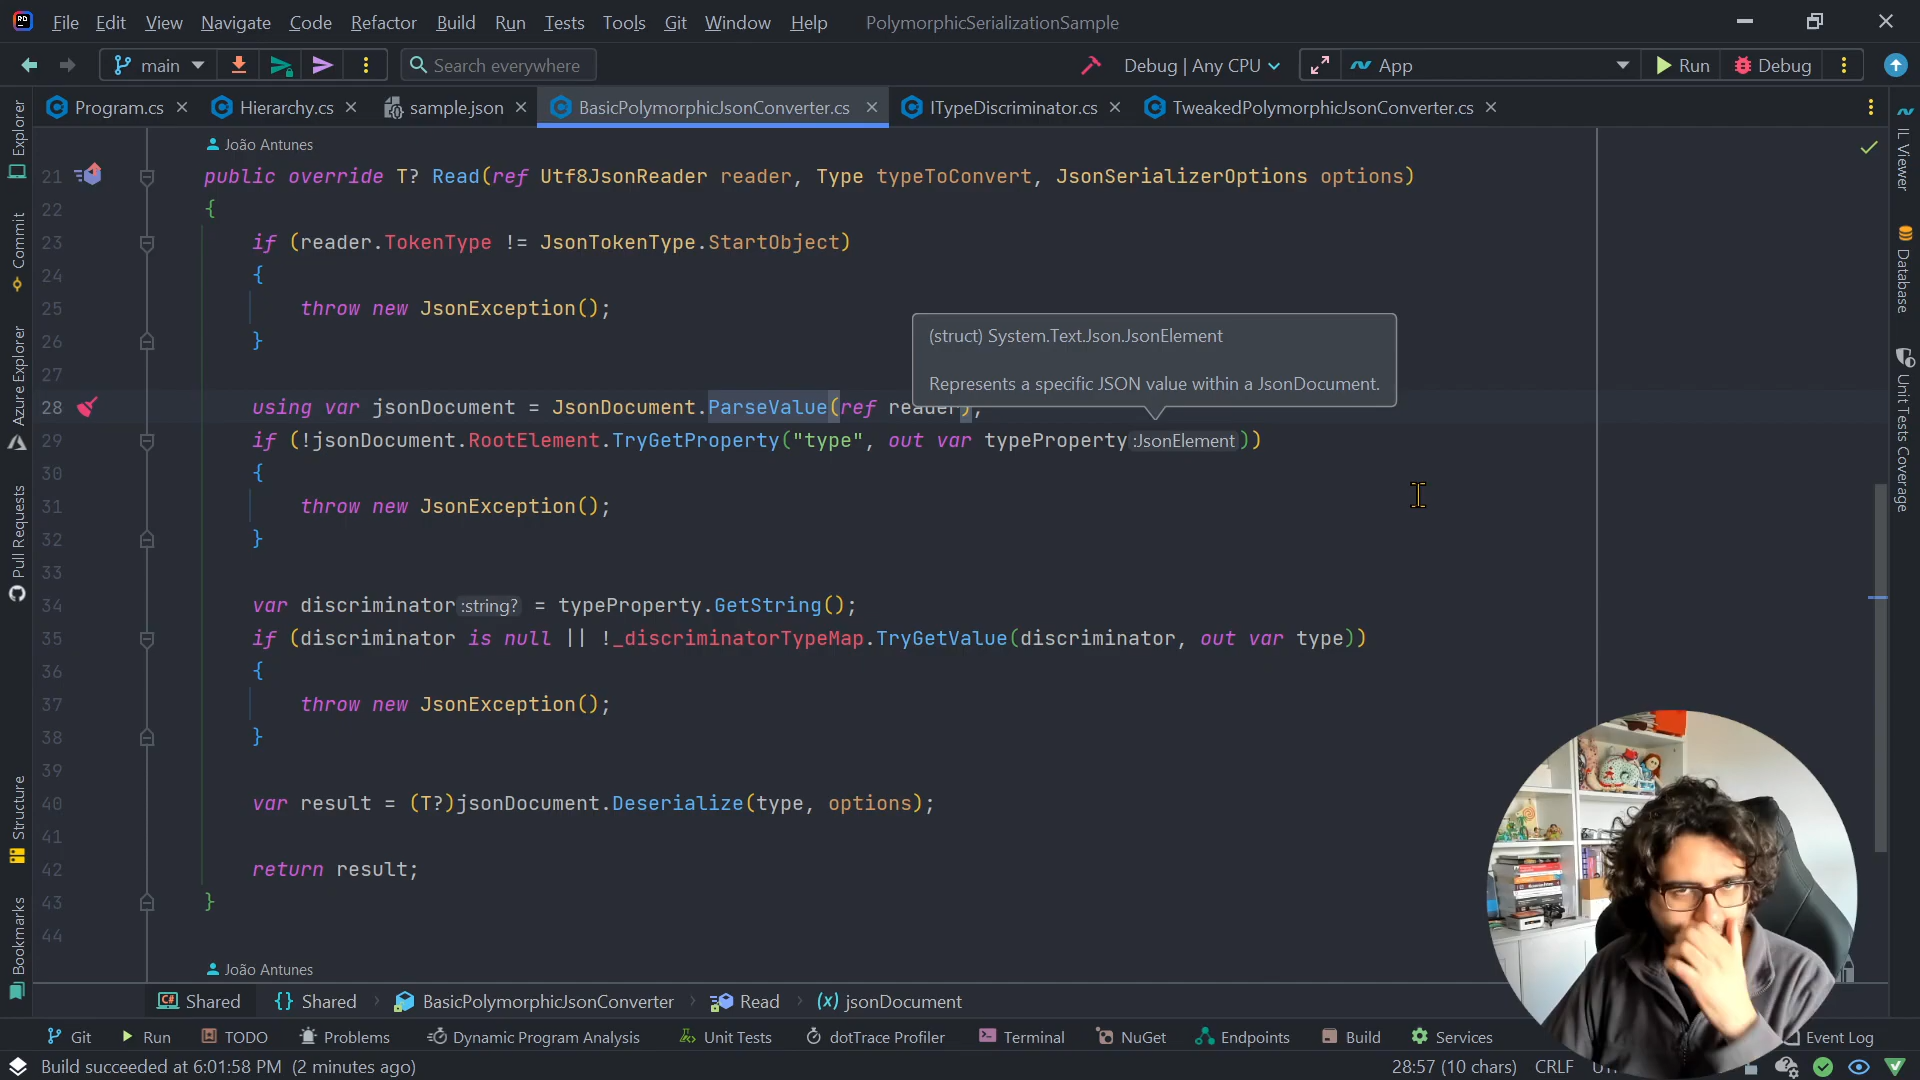 File Edit View Navigate Code Refactor Build Run Tests Tools Git Window Help PolymorphicSerializationSample
main Search everywhere Debug | Any CPU App Run Debug
Program.cs Hierarchy.cs sample.json BasicPolymorphicJsonConverter.cs ITypeDiscriminator.cs TweakedPolymorphicJsonConverter.cs
Explorer
Commit
Azure Explorer
Pull Requests
Structure
Bookmarks
João Antunes
21 public override T? Read(ref Utf8JsonReader reader, Type typeToConvert, JsonSerializerOptions options)
22 {
23 if (reader.TokenType != JsonTokenType.StartObject)
24 {
25 throw new JsonException();
26 }
27
(struct) System.Text.Json.JsonElement
Represents a specific JSON value within a JsonDocument.
28 using var jsonDocument = JsonDocument.ParseValue(ref reader);
29 if (!jsonDocument.RootElement.TryGetProperty("type", out var typeProperty :JsonElement))
30 {
31 throw new JsonException();
32 }
33
34 var discriminator :string? = typeProperty.GetString();
35 if (discriminator is null || !_discriminatorTypeMap.TryGetValue(discriminator, out var type))
36 {
37 throw new JsonException();
38 }
39
40 var result = (T?)jsonDocument.Deserialize(type, options);
41
42 return result;
43 }
44
João Antunes
IL Viewer
Database
Unit Tests Coverage
C# Shared {} Shared BasicPolymorphicJsonConverter Read (x) jsonDocument
Git Run TODO Problems Dynamic Program Analysis Unit Tests dotTrace Profiler Terminal NuGet Endpoints Build Services Event Log
Build succeeded at 6:01:58 PM (2 minutes ago) 28:57 (10 chars) CRLF